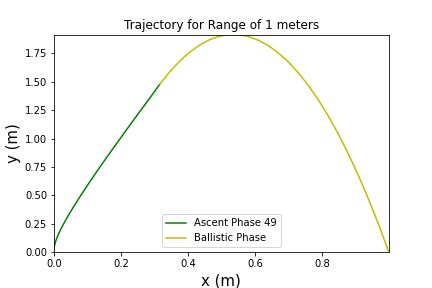 Trajectory for Range of 1 meters
1.75
1.50
1.25
1.00
0.75
0.50
0.25
0.00
y (m)
Ascent Phase 49
Ballistic Phase
0.0 0.2 0.4 0.6 0.8
x (m)